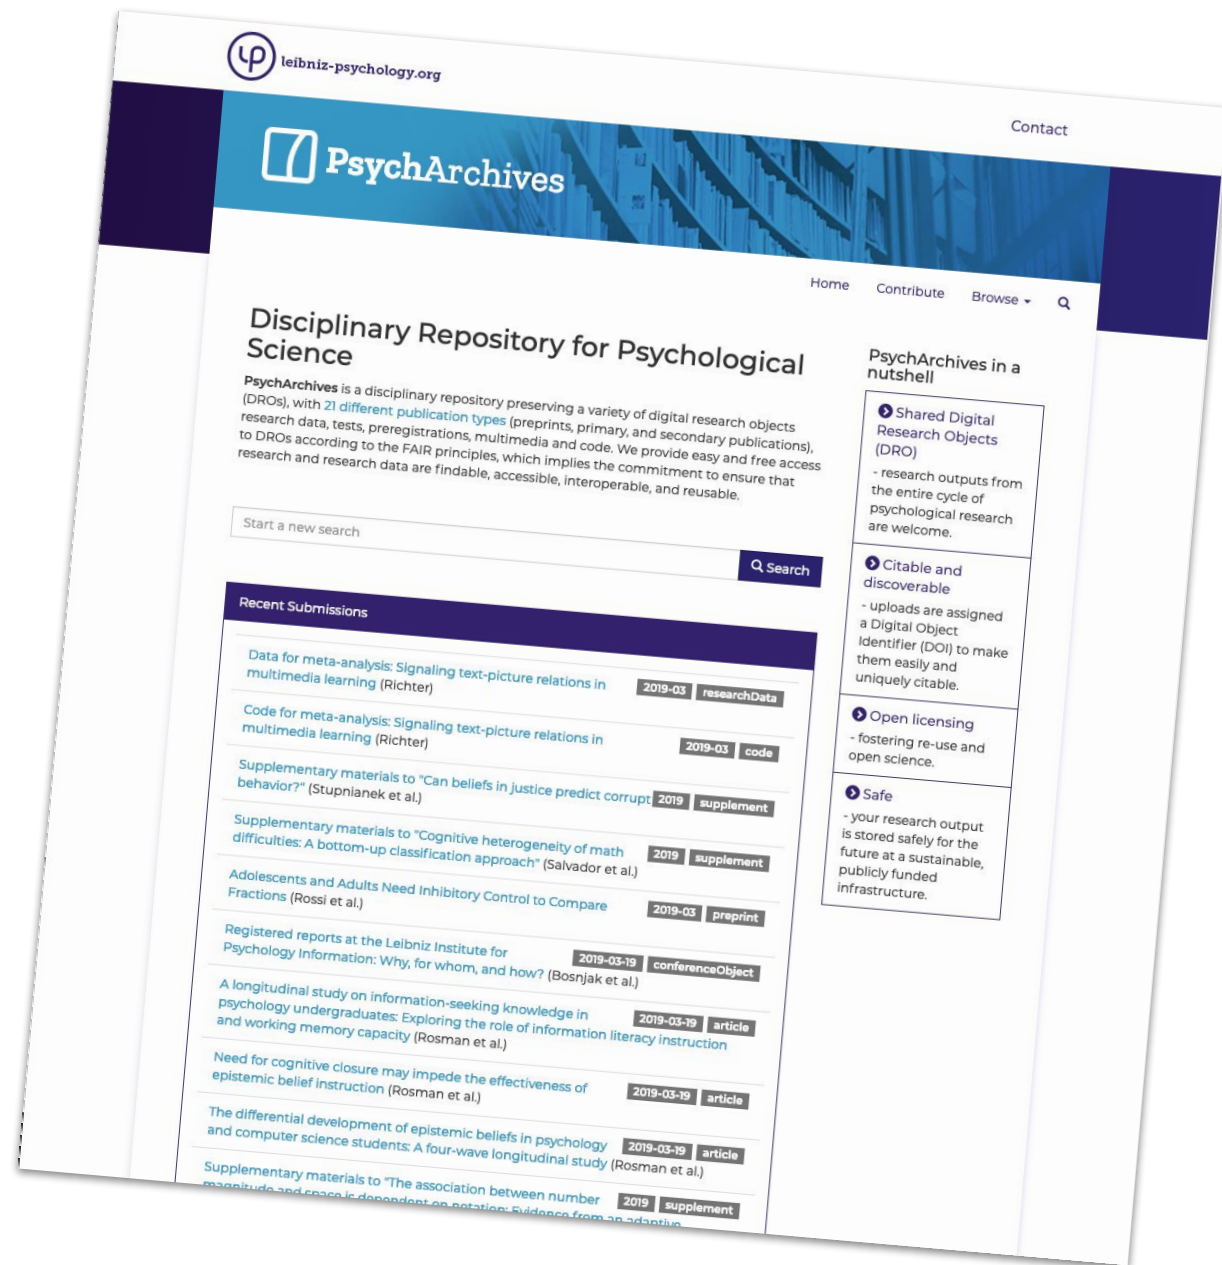 leibniz-psychology.org
Contact
PsychArchives
Home Contribute Browse
Disciplinary Repository for Psychological
Science
PsychArchives is a disciplinary repository preserving a variety of digital research objects
(DROs), with 21 different publication types (preprints, primary, and secondary publications),
research data, tests, preregistrations, multimedia and code. We provide easy and free access
to DROs according to the FAIR principles, which implies the commitment to ensure that
research and research data are findable, accessible, interoperable, and reusable.
Start a new search
Search
Recent Submissions
Data for meta-analysis: Signaling text-picture relations in
multimedia learning (Richter)
2019-03 researchData
Code for meta-analysis: Signaling text-picture relations in
multimedia learning (Richter)
2019-03 code
Supplementary materials to "Can beliefs in justice predict corrupt
behavior?" (Stupnianek et al.)
2019 supplement
Supplementary materials to "Cognitive heterogeneity of math
difficulties: A bottom-up classification approach" (Salvador et al.)
2019 supplement
Adolescents and Adults Need Inhibitory Control to Compare
Fractions (Rossi et al.)
2019-03 preprint
Registered reports at the Leibniz Institute for
Psychology Information: Why, for whom, and how? (Bosnjak et al.)
2019-03-19 conferenceObject
A longitudinal study on information-seeking knowledge in
psychology undergraduates: Exploring the role of information literacy instruction
and working memory capacity (Rosman et al.)
2019-03-19 article
Need for cognitive closure may impede the effectiveness of
epistemic belief instruction (Rosman et al.)
2019-03-19 article
The differential development of epistemic beliefs in psychology
and computer science students: A four-wave longitudinal study (Rosman et al.)
2019-03-19 article
Supplementary materials to "The association between number
magnitude and space is dependent on notation: Evidence from an adaptive
2019 supplement
PsychArchives in a
nutshell
Shared Digital
Research Objects
(DRO)
- research outputs from
the entire cycle of
psychological research
are welcome.
Citable and
discoverable
- uploads are assigned
a Digital Object
Identifier (DOI) to make
them easily and
uniquely citable.
Open licensing
- fostering re-use and
open science.
Safe
- your research output
is stored safely for the
future at a sustainable,
publicly funded
infrastructure.